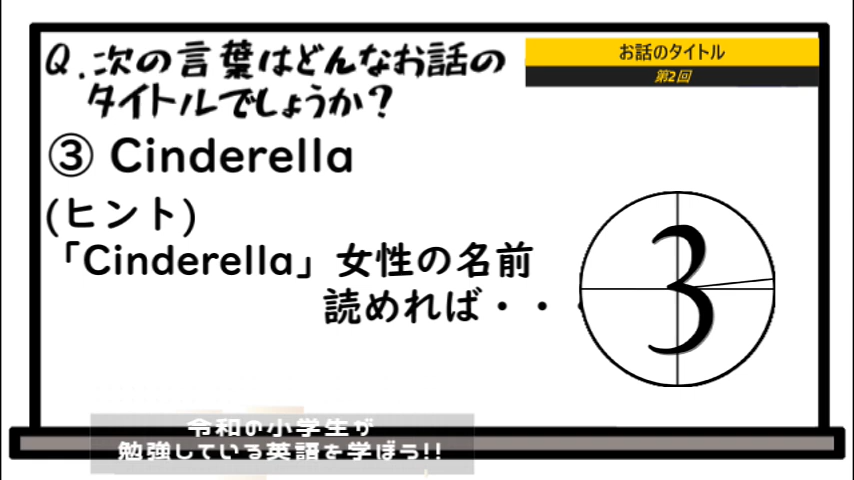 Q.次の言葉はどんなお話の
タイトルでしょうか?
お話のタイトル
第2回
③ Cinderella
(ヒント)
「Cinderella」女性の名前
読めれば・・・
3
令和の小学生が
勉強している英語を学ぼう!!